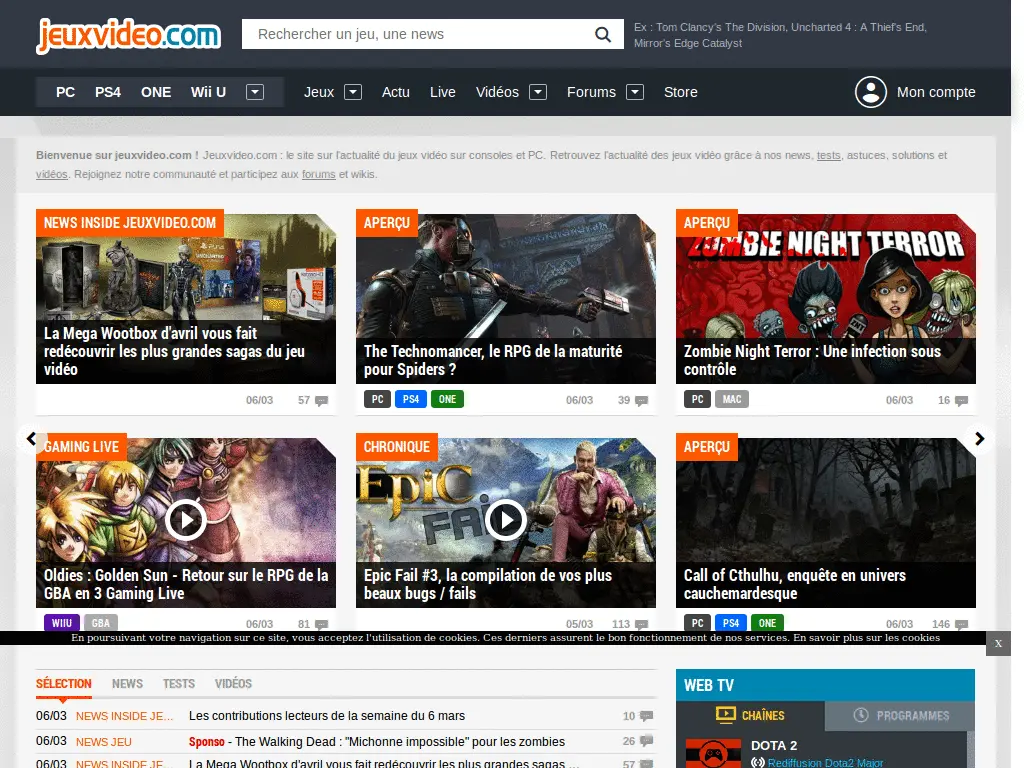 jeuxvideo.com
Rechercher un jeu, une news
Ex : Tom Clancy's The Division, Uncharted 4 : A Thief's End,
Mirror's Edge Catalyst
PC PS4 ONE Wii U Jeux Actu Live Vidéos Forums Store Mon compte
Bienvenue sur jeuxvideo.com ! Jeuxvideo.com : le site sur l'actualité du jeu vidéo sur consoles et PC. Retrouvez l'actualité des jeux vidéo grâce à nos news, tests, astuces, solutions et
vidéos. Rejoignez notre communauté et participez aux forums et wikis.
NEWS INSIDE JEUXVIDEO.COM
La Mega Wootbox d'avril vous fait
redécouvrir les plus grandes sagas du jeu
vidéo
06/03 57
APERÇU
The Technomancer, le RPG de la maturité
pour Spiders ?
PC PS4 ONE 06/03 39
APERÇU
ZOMBIE NIGHT TERROR
Zombie Night Terror : Une infection sous
contrôle
PC MAC 06/03 16
GAMING LIVE
Oldies : Golden Sun - Retour sur le RPG de la
GBA en 3 Gaming Live
WIIU GBA 06/03 81
CHRONIQUE
EPIC
FAIL
Epic Fail #3, la compilation de vos plus
beaux bugs / fails
05/03 113
APERÇU
Call of Cthulhu, enquête en univers
cauchemardesque
PC PS4 ONE 06/03 146
En poursuivant votre navigation sur ce site, vous acceptez l'utilisation de cookies. Ces derniers assurent le bon fonctionnement de nos services. En savoir plus sur les cookies
x
SÉLECTION NEWS TESTS VIDÉOS
06/03 NEWS INSIDE JE... Les contributions lecteurs de la semaine du 6 mars 10
06/03 NEWS JEU Sponso - The Walking Dead : "Michonne impossible" pour les zombies 26
06/03 NEWS INSIDE JE... La Mega Wootbox d'avril vous fait redécouvrir les plus grandes sagas ... 57
WEB TV
CHAÎNES PROGRAMMES
DOTA 2
Rediffusion Dota2 Major